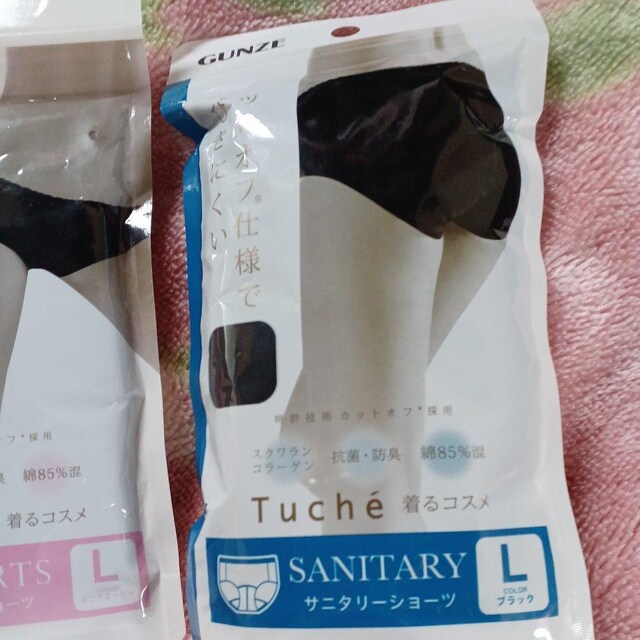 GUNZE
オフ®仕様で
にくい
特許技術カットオフ®採用
スクワラン
コラーゲン
抗菌・防臭
綿85%混
Tuché 着るコスメ
SANITARY
サニタリーショーツ
L
COLOR
ブラック
オフ®採用
臭 綿85%混
着るコスメ
RTS
ョーツ
L